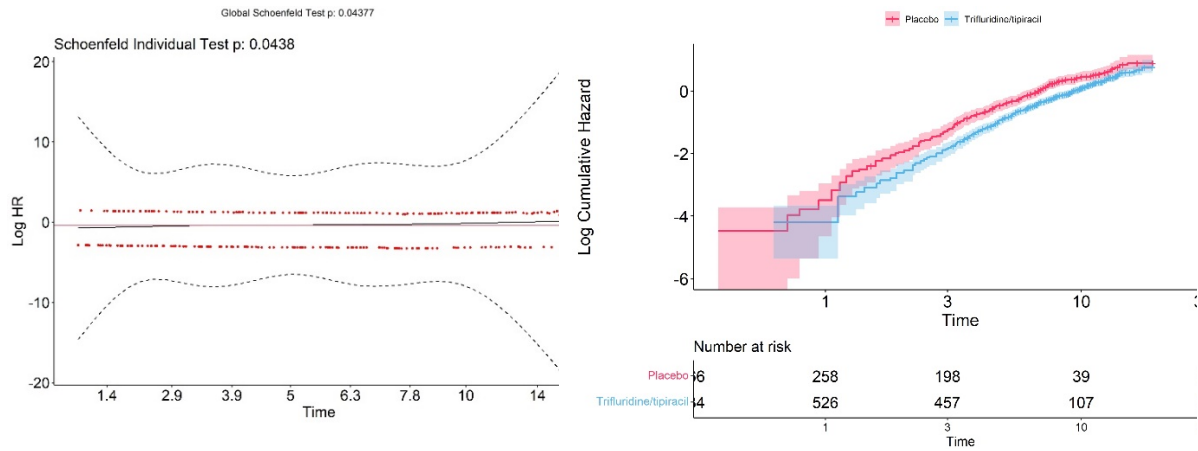 Global Schoenfeld Test p: 0.04377
Schoenfeld Individual Test p: 0.0438
20
10
0
-10
-20
Log HR
1.4 2.9 3.9 5 6.3 7.8 10 14
Time
Placebo Trifluridine/tipiracil
0
-2
-4
-6
Log Cumulative Hazard
1 3 10 3
Time
Number at risk
Placebo 6 258 198 39
Trifluridine/tipiracil 4 526 457 107
1 3 10
Time